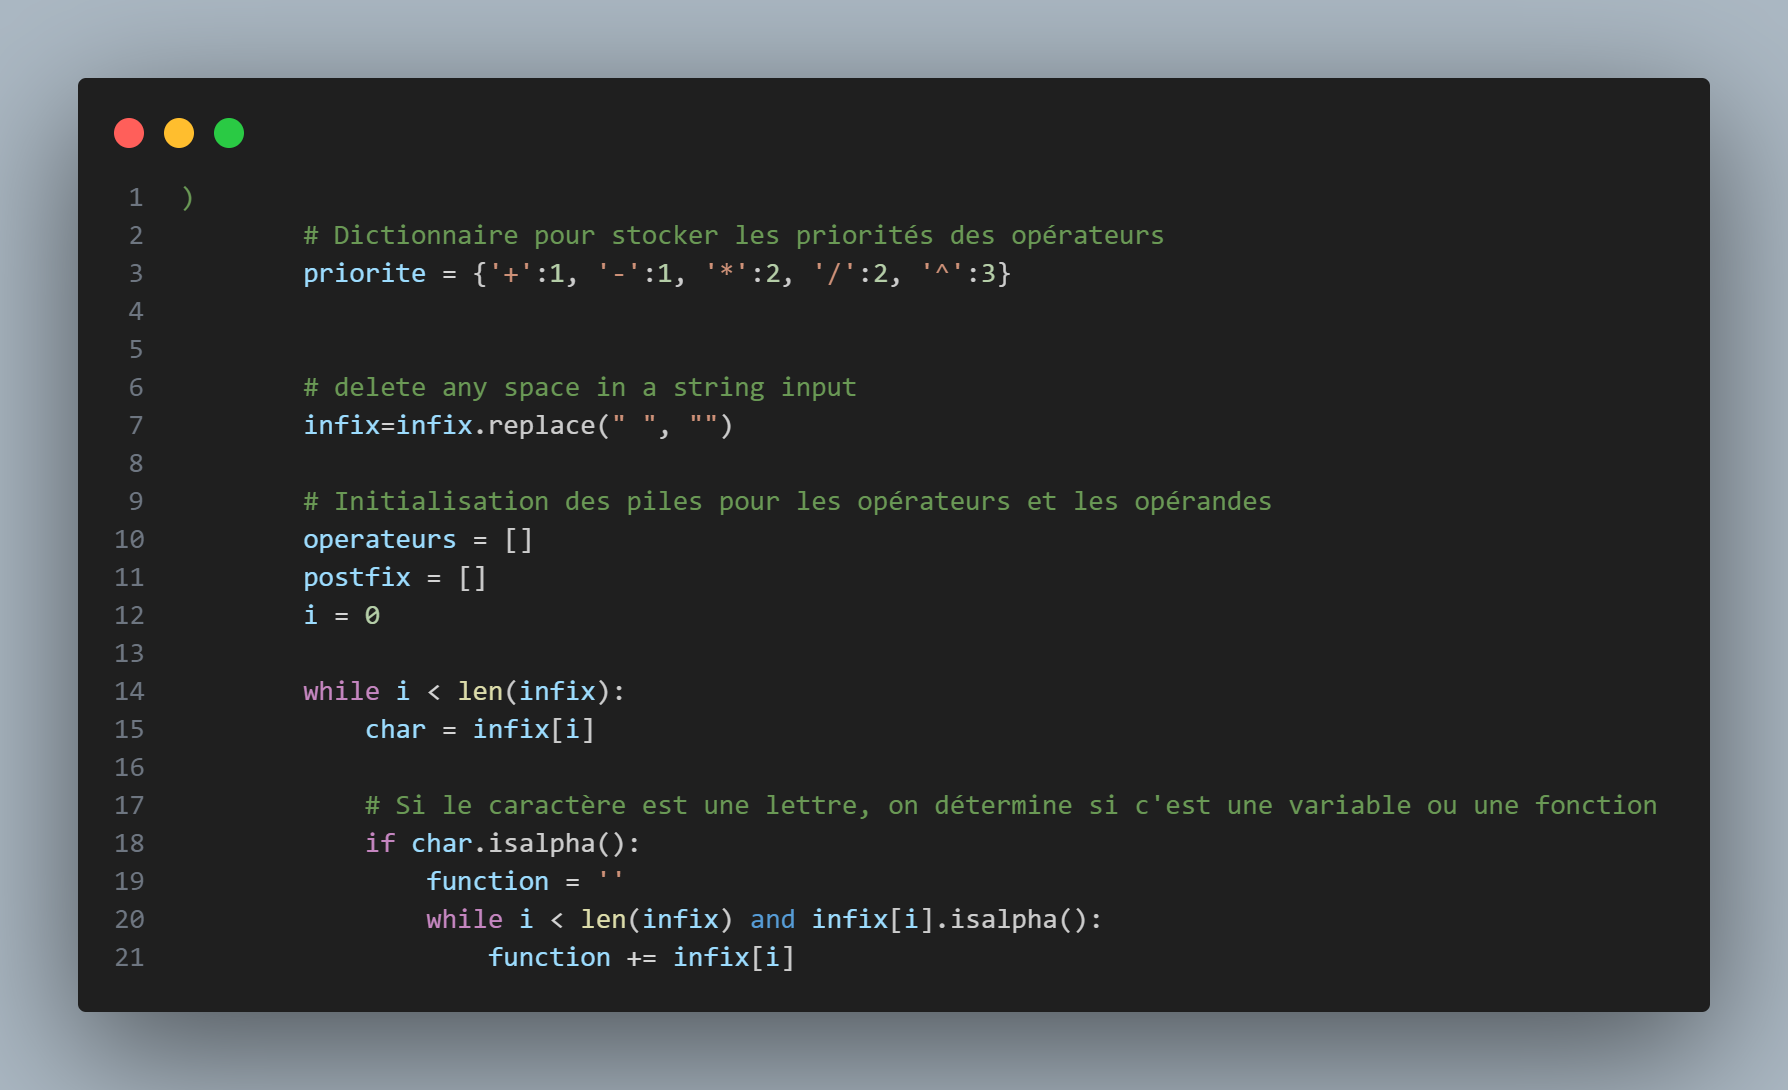 1 )
2 # Dictionnaire pour stocker les priorités des opérateurs
3 priorite = {'+':1, '-':1, '*':2, '/':2, '^':3}
4
5
6 # delete any space in a string input
7 infix=infix.replace(" ", "")
8
9 # Initialisation des piles pour les opérateurs et les opérandes
10 operateurs = []
11 postfix = []
12 i = 0
13
14 while i < len(infix):
15 char = infix[i]
16
17 # Si le caractère est une lettre, on détermine si c'est une variable ou une fonction
18 if char.isalpha():
19 function = ''
20 while i < len(infix) and infix[i].isalpha():
21 function += infix[i]